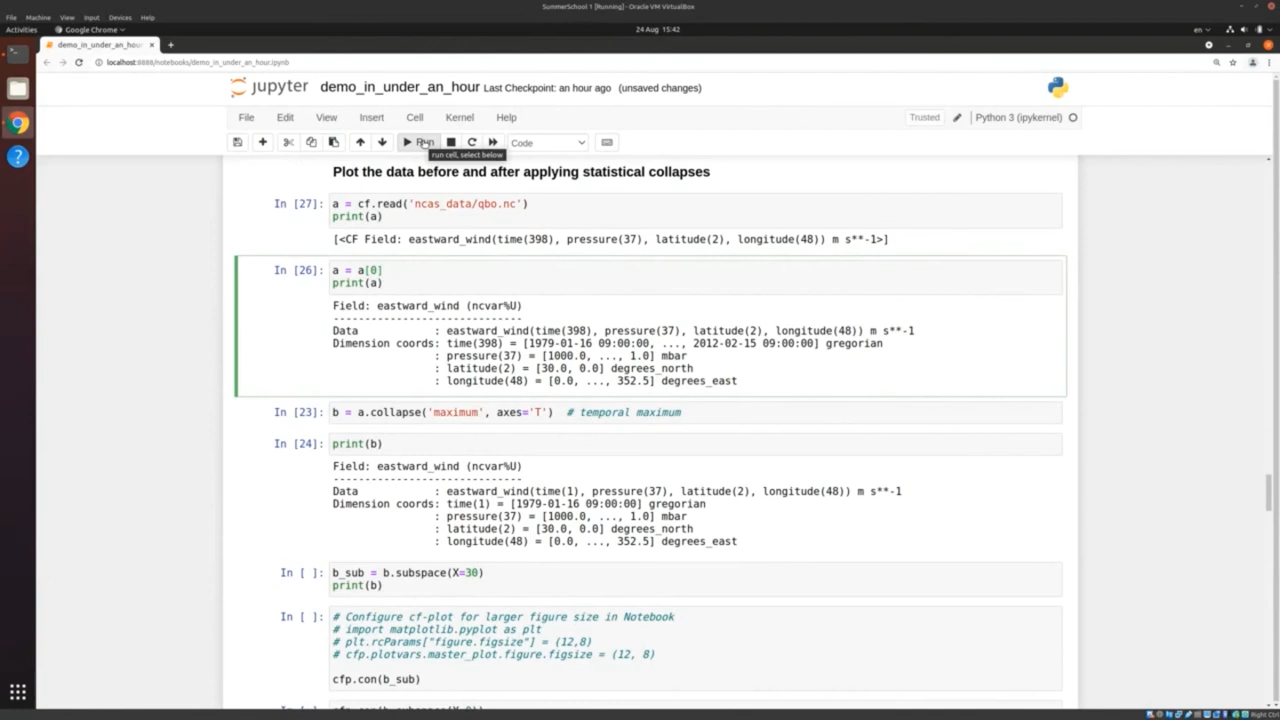 SummerSchool 1 [Running] - Oracle VM VirtualBox
File Machine View Input Devices Help
Activities Google Chrome 24 Aug 15:42 en
demo_in_under_an_hour
localhost:8888/notebooks/demo_in_under_an_hour.ipynb
jupyter demo_in_under_an_hour Last Checkpoint: an hour ago (unsaved changes)
File Edit View Insert Cell Kernel Help Trusted Python 3 (ipykernel)
Run Code
run cell, select below
Plot the data before and after applying statistical collapses
In [27]: a = cf.read('ncas_data/qbo.nc')
print(a)
[<CF Field: eastward_wind(time(398), pressure(37), latitude(2), longitude(48)) m s**-1>]
In [26]: a = a[0]
print(a)
Field: eastward_wind (ncvar%U)
-----------------------------
Data : eastward_wind(time(398), pressure(37), latitude(2), longitude(48)) m s**-1
Dimension coords: time(398) = [1979-01-16 09:00:00, ..., 2012-02-15 09:00:00] gregorian
: pressure(37) = [1000.0, ..., 1.0] mbar
: latitude(2) = [30.0, 0.0] degrees_north
: longitude(48) = [0.0, ..., 352.5] degrees_east
In [23]: b = a.collapse('maximum', axes='T') # temporal maximum
In [24]: print(b)
Field: eastward_wind (ncvar%U)
-----------------------------
Data : eastward_wind(time(1), pressure(37), latitude(2), longitude(48)) m s**-1
Dimension coords: time(1) = [1979-01-16 09:00:00] gregorian
: pressure(37) = [1000.0, ..., 1.0] mbar
: latitude(2) = [30.0, 0.0] degrees_north
: longitude(48) = [0.0, ..., 352.5] degrees_east
In [ ]: b_sub = b.subspace(X=30)
print(b)
In [ ]: # Configure cf-plot for larger figure size in Notebook
# import matplotlib.pyplot as plt
# plt.rcParams["figure.figsize"] = (12,8)
# cfp.plotvars.master_plot.figure.figsize = (12, 8)
cfp.con(b_sub)
Right Ctrl